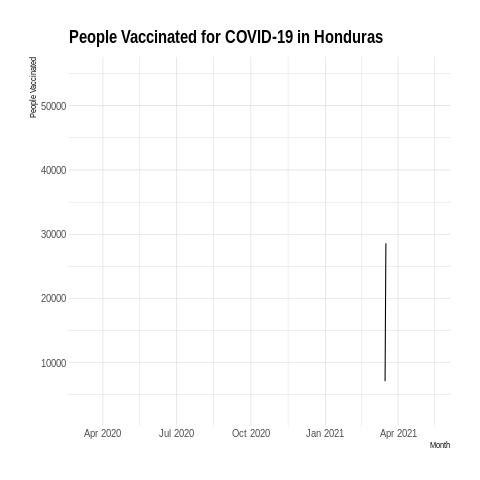 People Vaccinated for COVID-19 in Honduras
People Vaccinated
50000
40000
30000
20000
10000
Apr 2020
Jul 2020
Oct 2020
Jan 2021
Apr 2021
Month